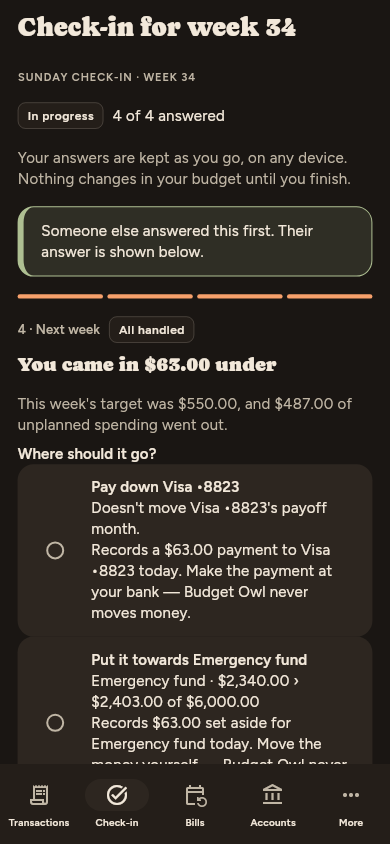 Check-in for week 34
SUNDAY CHECK-IN · WEEK 34
In progress 4 of 4 answered
Your answers are kept as you go, on any device.
Nothing changes in your budget until you finish.
Someone else answered this first. Their
answer is shown below.
4 · Next week All handled
You came in $63.00 under
This week's target was $550.00, and $487.00 of
unplanned spending went out.
Where should it go?
Pay down Visa •8823
Doesn't move Visa •8823's payoff
month.
Records a $63.00 payment to Visa
•8823 today. Make the payment at
your bank — Budget Owl never
moves money.
Put it towards Emergency fund
Emergency fund · $2,340.00 ›
$2,403.00 of $6,000.00
Records $63.00 set aside for
Emergency fund today. Move the
money yourself — Budget Owl never
Transactions Check-in Bills Accounts More